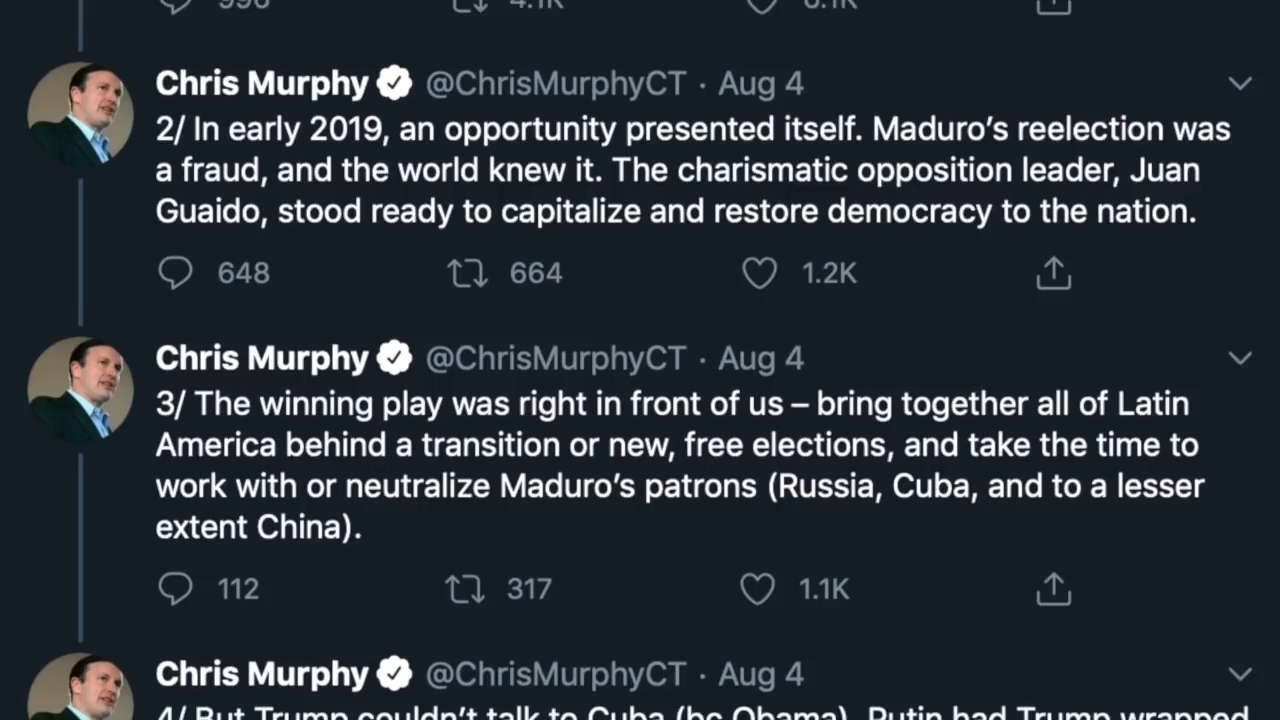 996 4.1K 6.1K
Chris Murphy @ChrisMurphyCT · Aug 4
2/ In early 2019, an opportunity presented itself. Maduro’s reelection was
a fraud, and the world knew it. The charismatic opposition leader, Juan
Guaido, stood ready to capitalize and restore democracy to the nation.
648 664 1.2K
Chris Murphy @ChrisMurphyCT · Aug 4
3/ The winning play was right in front of us – bring together all of Latin
America behind a transition or new, free elections, and take the time to
work with or neutralize Maduro’s patrons (Russia, Cuba, and to a lesser
extent China).
112 317 1.1K
Chris Murphy @ChrisMurphyCT · Aug 4
4/ But Trump couldn’t talk to Cuba (bc Obama), Putin had Trump wrapped